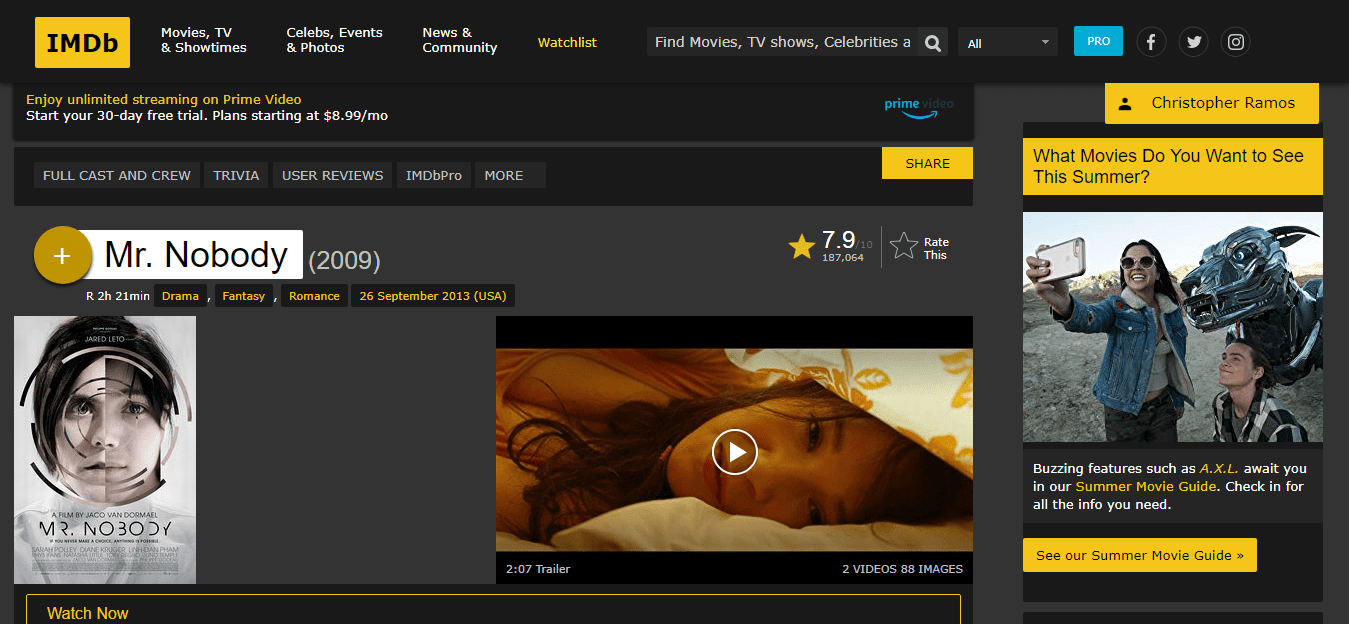 IMDb
Movies, TV
& Showtimes
Celebs, Events
& Photos
News &
Community
Watchlist
Find Movies, TV shows, Celebrities a
All
PRO
Enjoy unlimited streaming on Prime Video
Start your 30-day free trial. Plans starting at $8.99/mo
prime video
Christopher Ramos
FULL CAST AND CREW
TRIVIA
USER REVIEWS
IMDbPro
MORE
SHARE
+ Mr. Nobody (2009)
7.9/10
187,064
Rate
This
R 2h 21min Drama, Fantasy, Romance 26 September 2013 (USA)
JARED LETO
A FILM BY JACO VAN DORMAEL
MR. NOBODY
IF YOU NEVER MAKE A CHOICE, ANYTHING IS POSSIBLE.
SARAH POLLEY DIANE KRUGER LINH-DAN PHAM
2:07 Trailer
2 VIDEOS 88 IMAGES
Watch Now
What Movies Do You Want to See
This Summer?
Buzzing features such as A.X.L. await you
in our Summer Movie Guide. Check in for
all the info you need.
See our Summer Movie Guide »